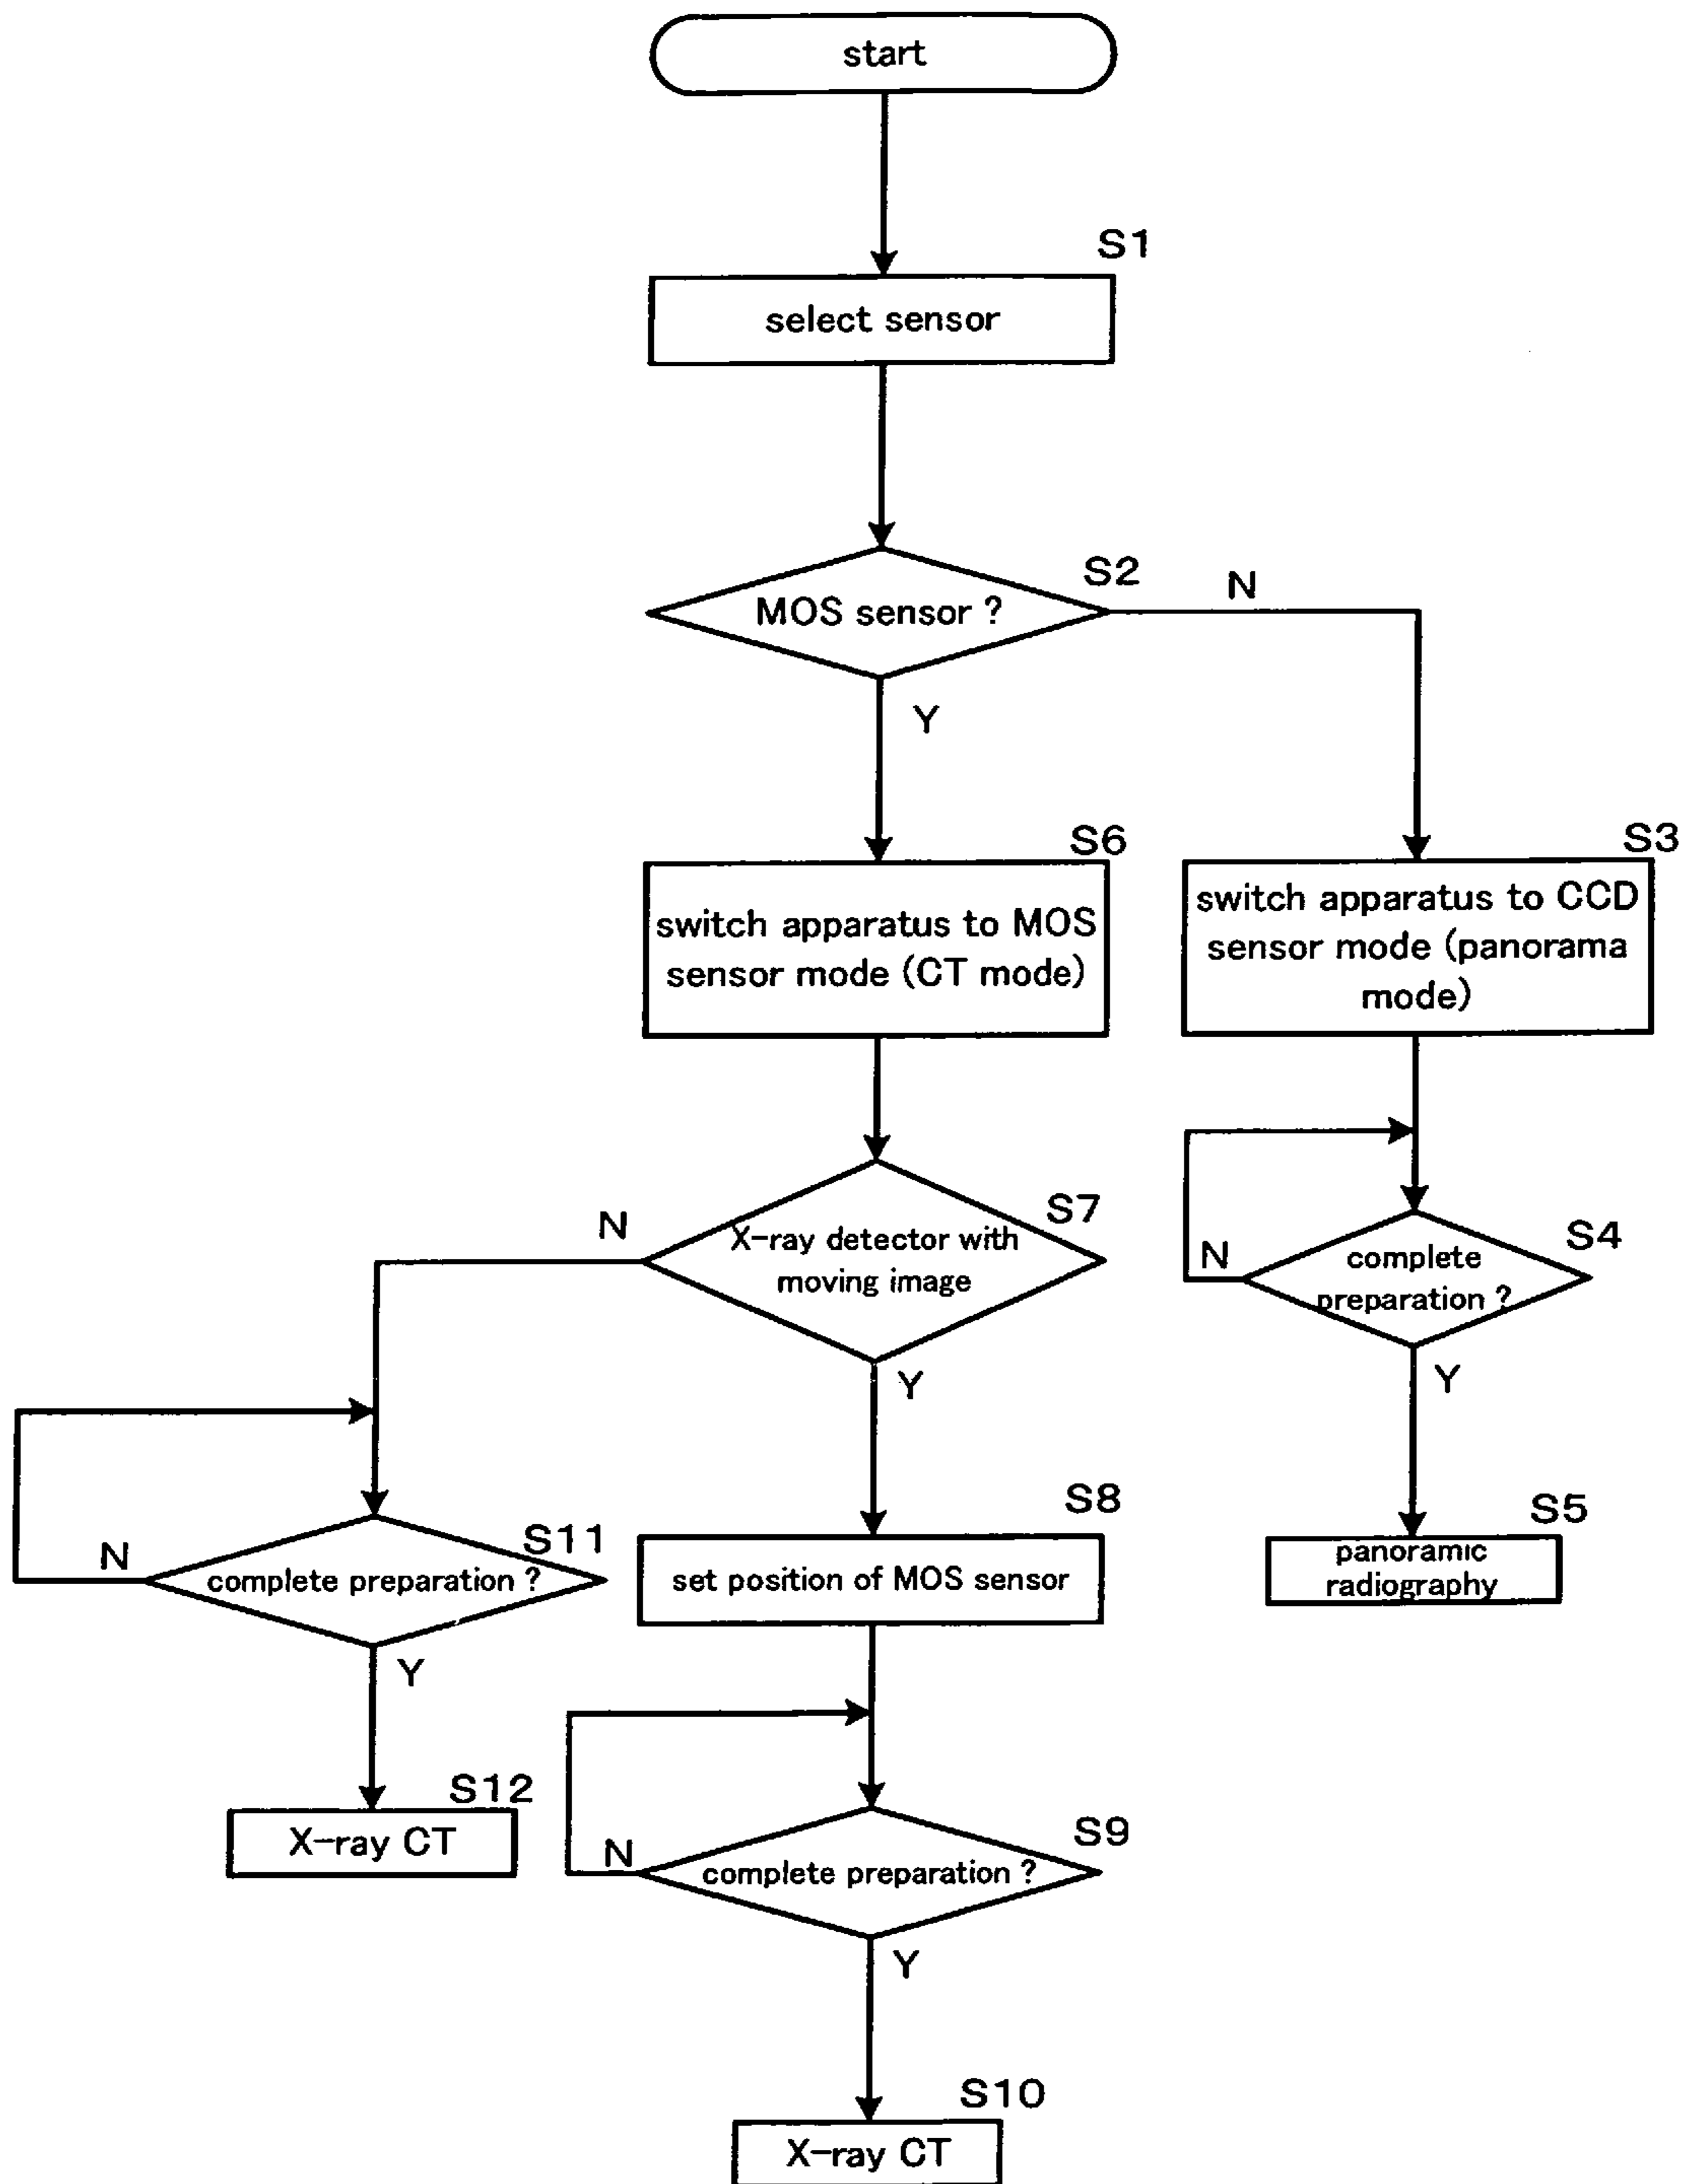 start
S1
select sensor
S2
MOS sensor ?
N
Y
S6
switch apparatus to MOS
sensor mode (CT mode)
S3
switch apparatus to CCD
sensor mode (panorama
mode)
S7
X-ray detector with
moving image
N
Y
S4
complete
preparation ?
N
Y
S5
panoramic
radiography
S11
complete preparation ?
N
Y
S12
X-ray CT
S8
set position of MOS sensor
S9
complete preparation ?
N
Y
S10
X-ray CT